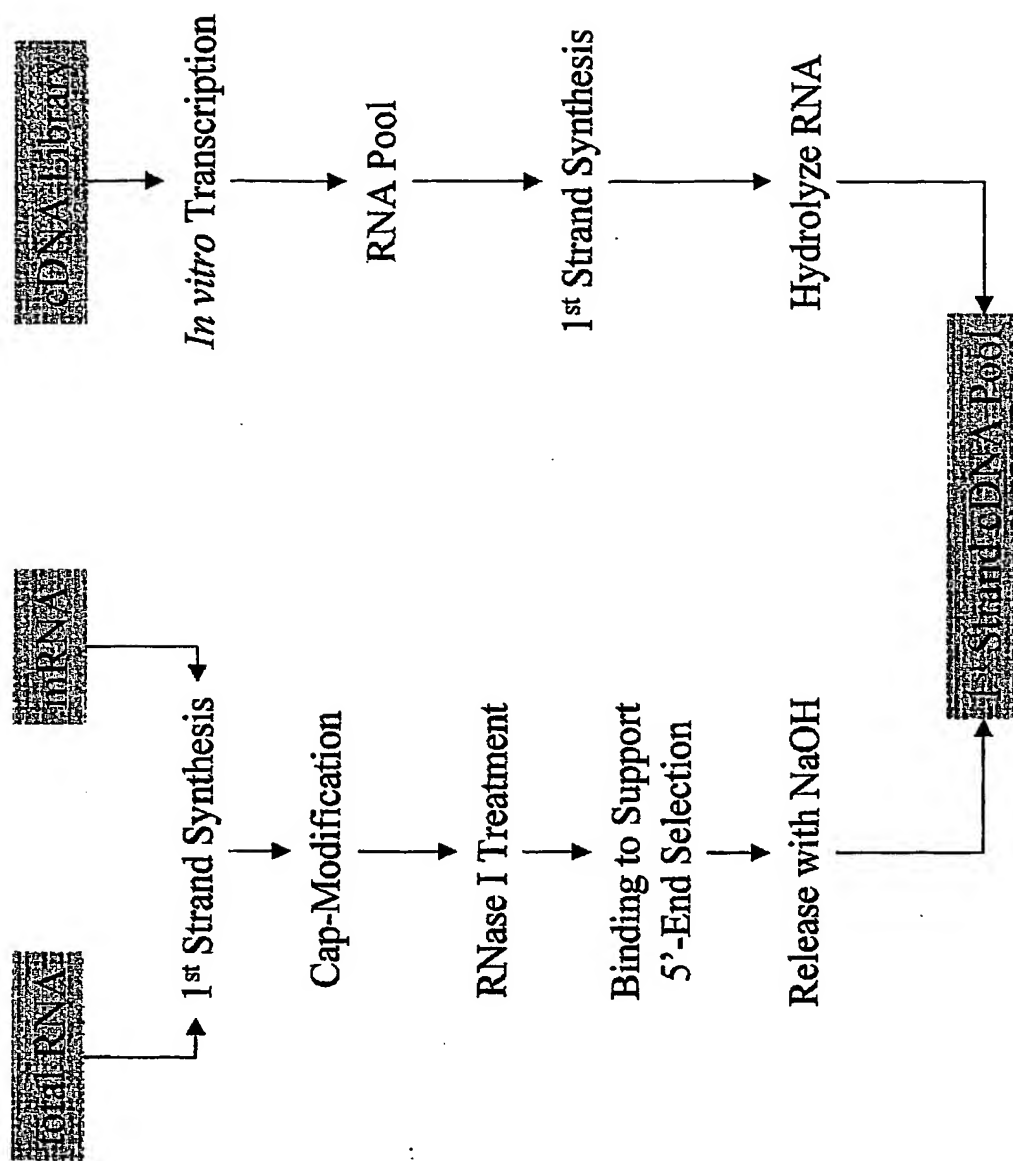 total RNA
mRNA
cDNA Library
1st Strand Synthesis
Cap-Modification
RNase I Treatment
Binding to Support
5'-End Selection
Release with NaOH
In vitro Transcription
RNA Pool
1st Strand Synthesis
Hydrolyze RNA
1st Strand cDNA Pool